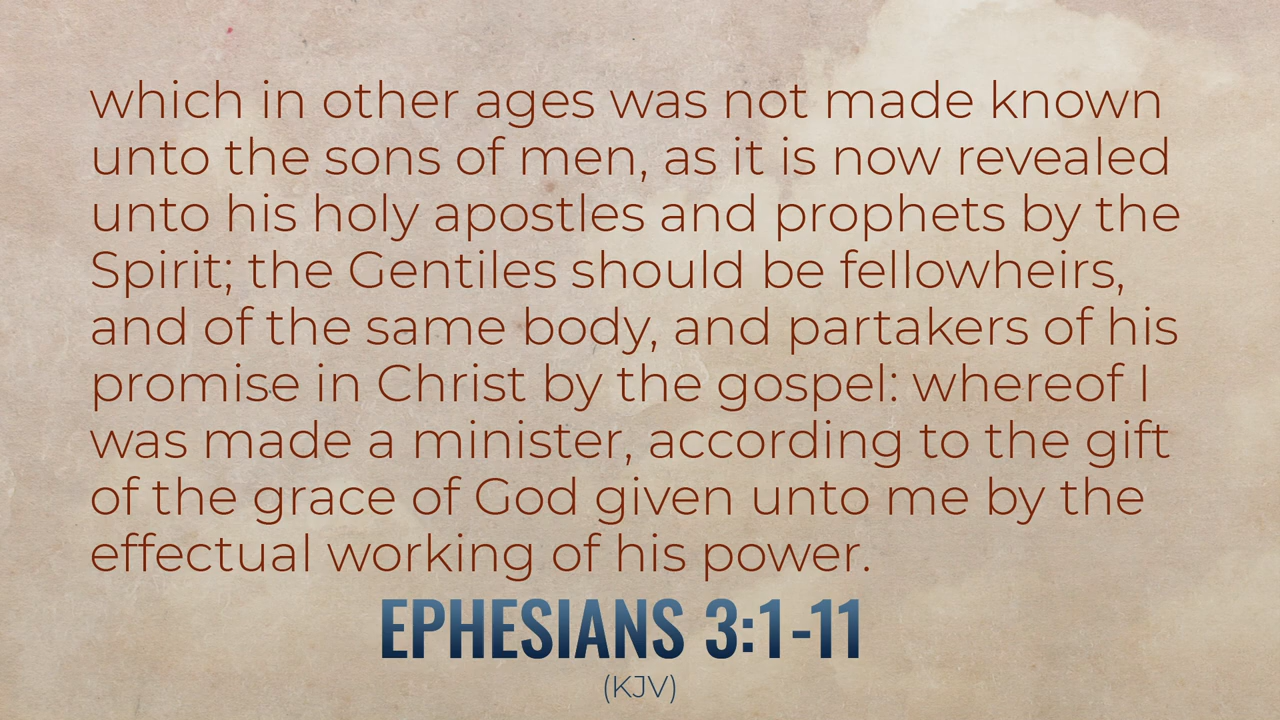 which in other ages was not made known
unto the sons of men, as it is now revealed
unto his holy apostles and prophets by the
Spirit; the Gentiles should be fellowheirs,
and of the same body, and partakers of his
promise in Christ by the gospel: whereof I
was made a minister, according to the gift
of the grace of God given unto me by the
effectual working of his power.
EPHESIANS 3:1-11
(KJV)